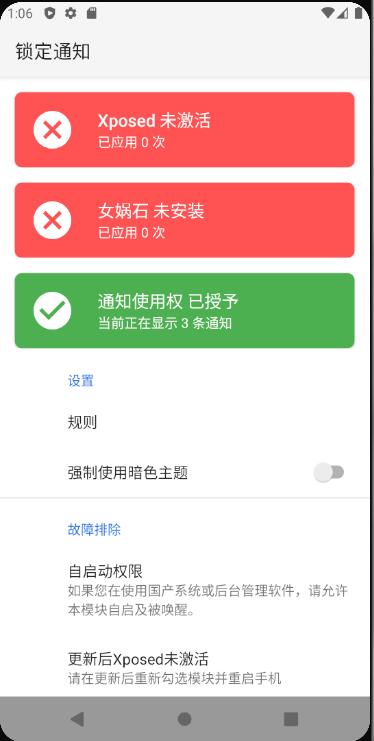 1:06
锁定通知
Xposed 未激活
已应用 0 次
女娲石 未安装
已应用 0 次
通知使用权 已授予
当前正在显示 3 条通知
设置
规则
强制使用暗色主题
故障排除
自启动权限
如果您在使用国产系统或后台管理软件，请允许
本模块自启及被唤醒。
更新后Xposed未激活
请在更新后重新勾选模块并重启手机